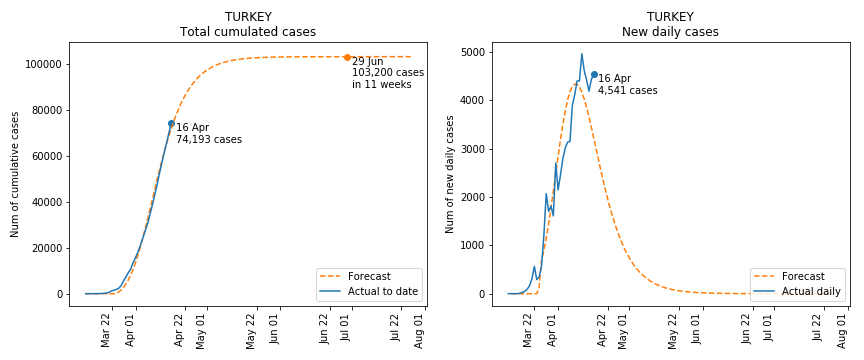 TURKEY
Total cumulated cases
Num of cumulative cases
100000
80000
60000
40000
20000
0
29 Jun
103,200 cases
in 11 weeks
16 Apr
74,193 cases
Forecast
Actual to date
Mar 22
Apr 01
Apr 22
May 01
May 22
Jun 01
Jun 22
Jul 01
Jul 22
Aug 01
TURKEY
New daily cases
Num of new daily cases
5000
4000
3000
2000
1000
0
16 Apr
4,541 cases
Forecast
Actual daily
Mar 22
Apr 01
Apr 22
May 01
May 22
Jun 01
Jun 22
Jul 01
Jul 22
Aug 01